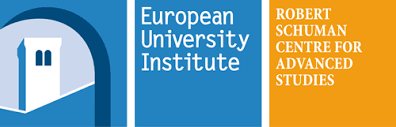 European
University
Institute
ROBERT
SCHUMAN
CENTRE FOR
ADVANCED
STUDIES